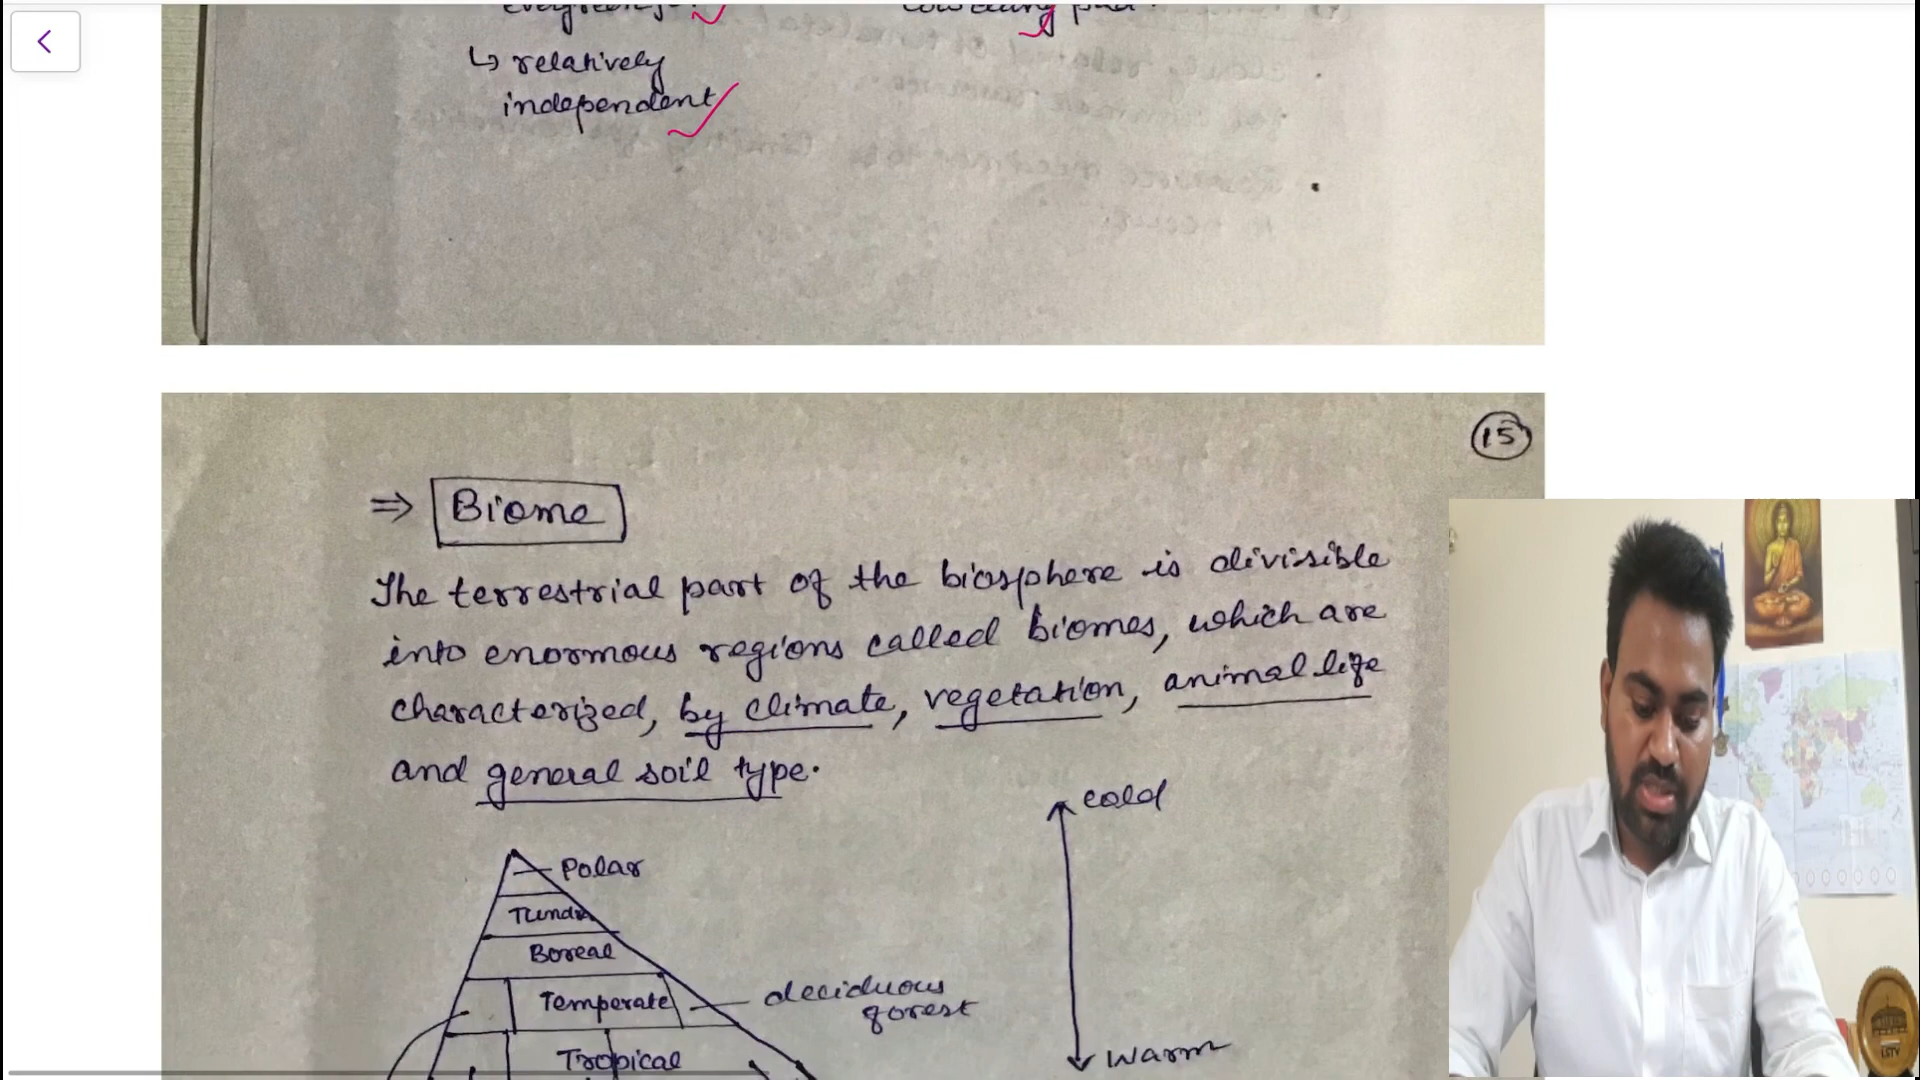 ↳ relatively
independent
15
⇒ Biome
The terrestrial part of the biosphere is divisible
into enormous regions called biomes, which are
characterized, by climate, vegetation, animal life
and general soil type.
cold
Polar
Tundra
Boreal
Temperate
deciduous
forest
Tropical
warm